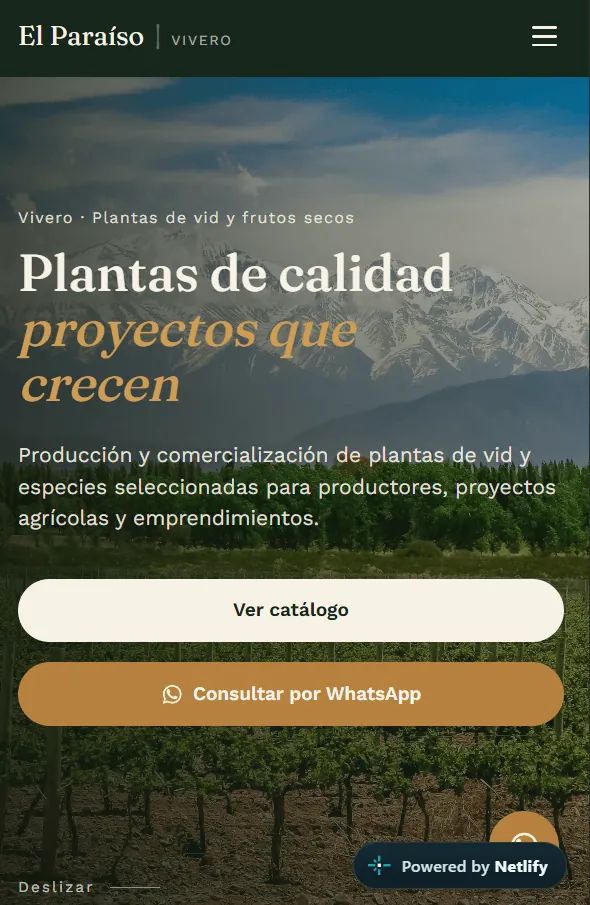 El Paraíso | VIVERO
Vivero · Plantas de vid y frutos secos
Plantas de calidad
proyectos que
crecen
Producción y comercialización de plantas de vid y
especies seleccionadas para productores, proyectos
agrícolas y emprendimientos.
Ver catálogo
Consultar por WhatsApp
Powered by Netlify
Deslizar